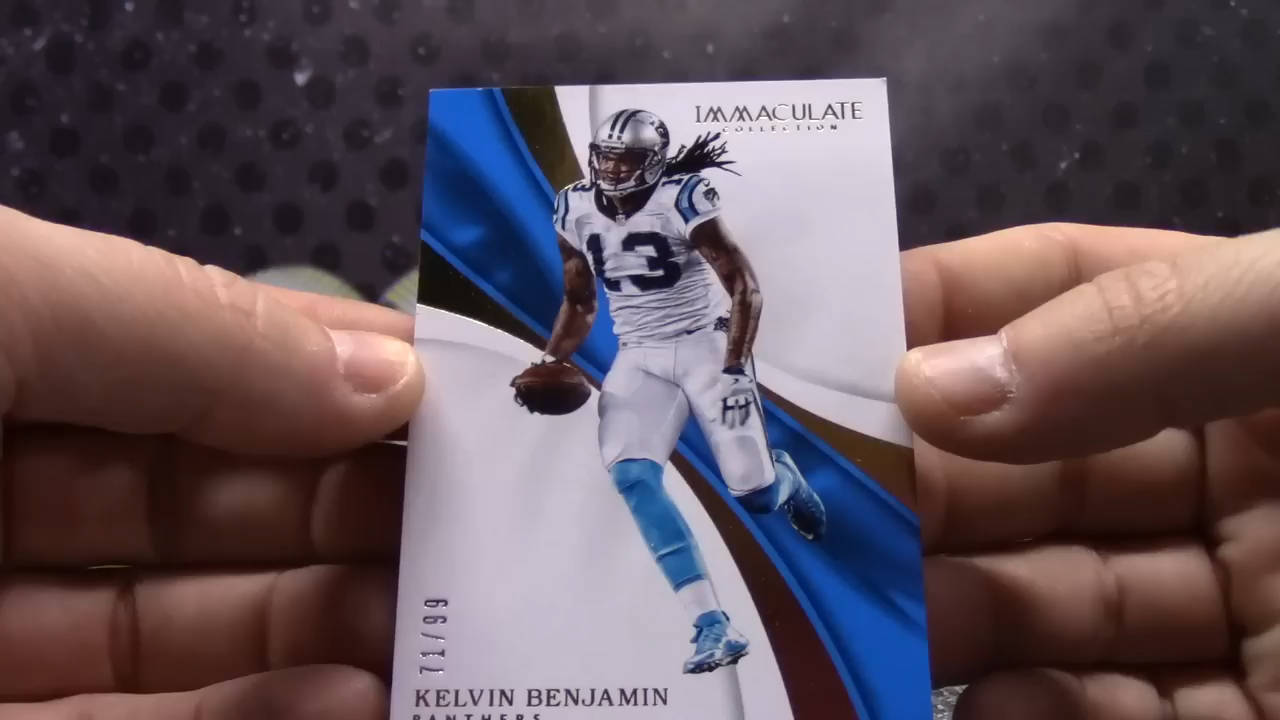 IMMACULATE
COLLECTION
13
71/99
KELVIN BENJAMIN
PANTHERS